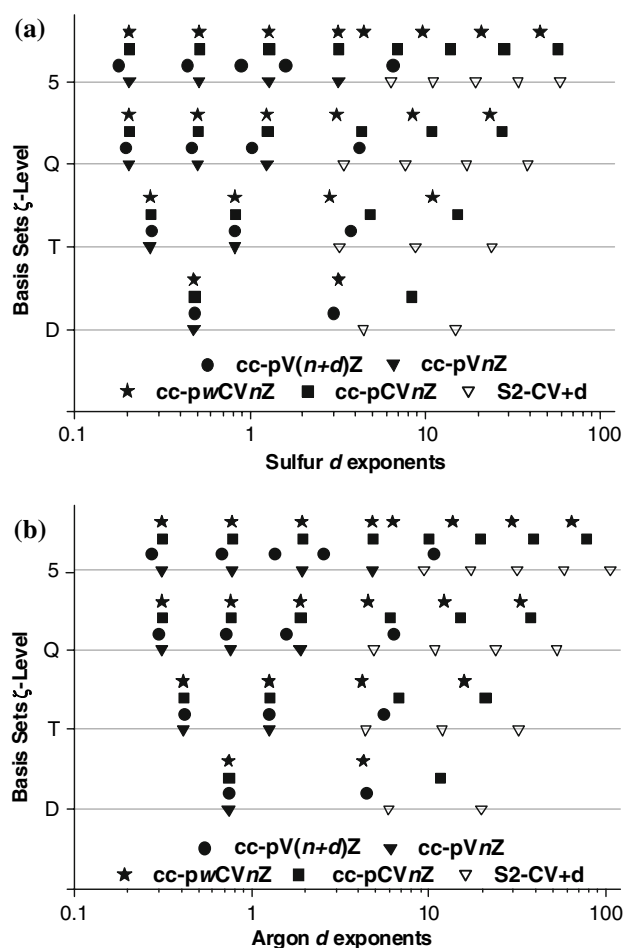 (a)
Basis Sets ζ-Level
5
Q
T
D
cc-pV(n+d)Z cc-pVnZ
cc-pwCVnZ cc-pCVnZ S2-CV+d
0.1 1 10 100
Sulfur d exponents
(b)
Basis Sets ζ-Level
5
Q
T
D
cc-pV(n+d)Z cc-pVnZ
cc-pwCVnZ cc-pCVnZ S2-CV+d
0.1 1 10 100
Argon d exponents